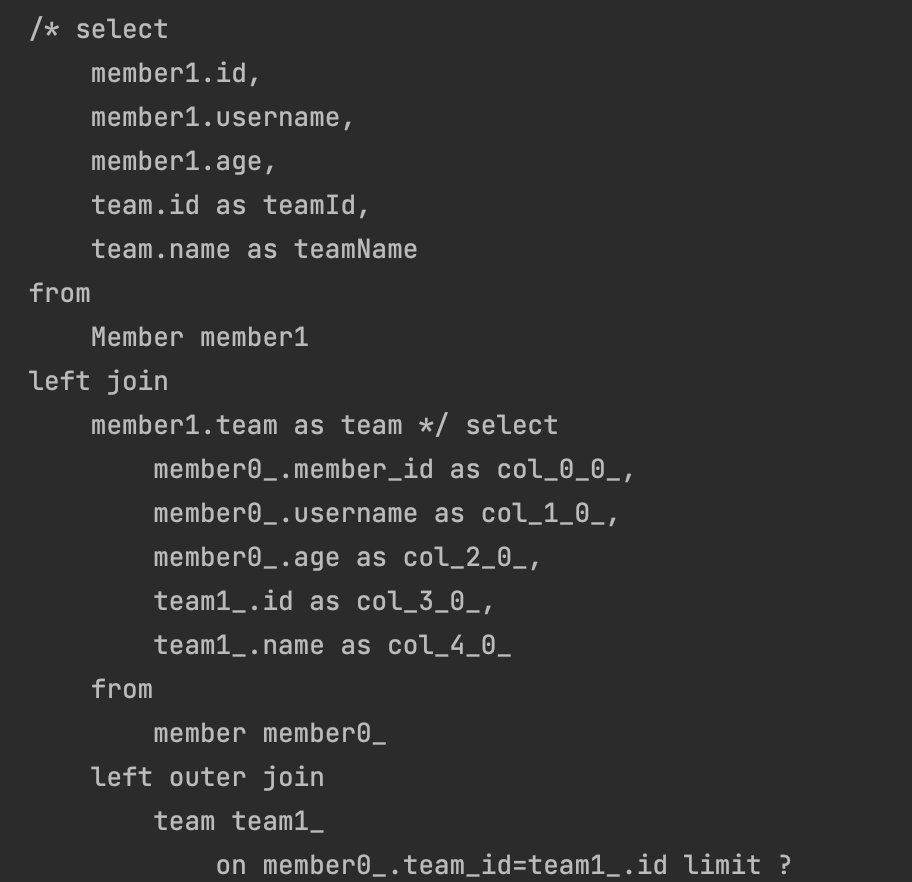 /* select
    member1.id,
    member1.username,
    member1.age,
    team.id as teamId,
    team.name as teamName
from
    Member member1
left join
    member1.team as team */ select
        member0_.member_id as col_0_0_,
        member0_.username as col_1_0_,
        member0_.age as col_2_0_,
        team1_.id as col_3_0_,
        team1_.name as col_4_0_
    from
        member member0_
    left outer join
        team team1_
            on member0_.team_id=team1_.id limit ?